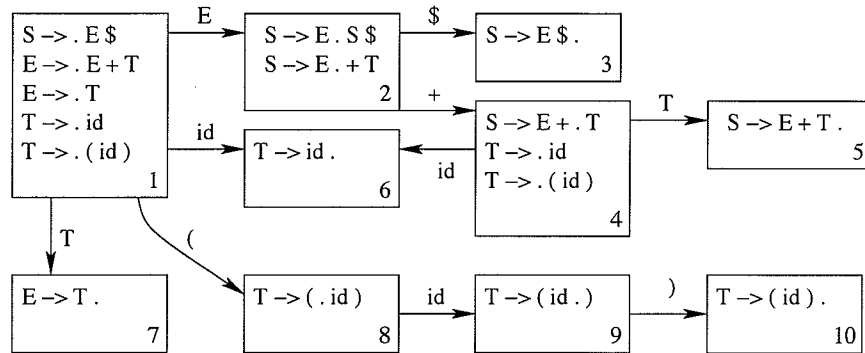 S -> . E $
E -> . E + T
E -> . T
T -> . id
T -> . ( id )
1
E
S -> E . S $
S -> E . + T
2
$
S -> E $ .
3
+
S -> E + . T
T -> . id
T -> . ( id )
4
T
S -> E + T .
5
id
T -> id .
6
id
T
E -> T .
7
(
T -> ( . id )
8
id
T -> ( id . )
9
)
T -> ( id ) .
10